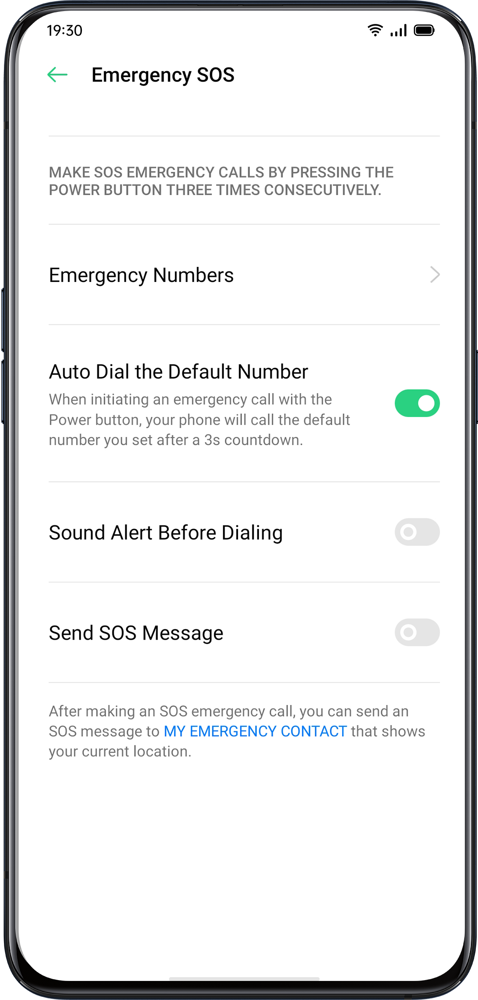 19:30
Emergency SOS
MAKE SOS EMERGENCY CALLS BY PRESSING THE
POWER BUTTON THREE TIMES CONSECUTIVELY.
Emergency Numbers
Auto Dial the Default Number
When initiating an emergency call with the
Power button, your phone will call the default
number you set after a 3s countdown.
Sound Alert Before Dialing
Send SOS Message
After making an SOS emergency call, you can send an
SOS message to MY EMERGENCY CONTACT that shows
your current location.